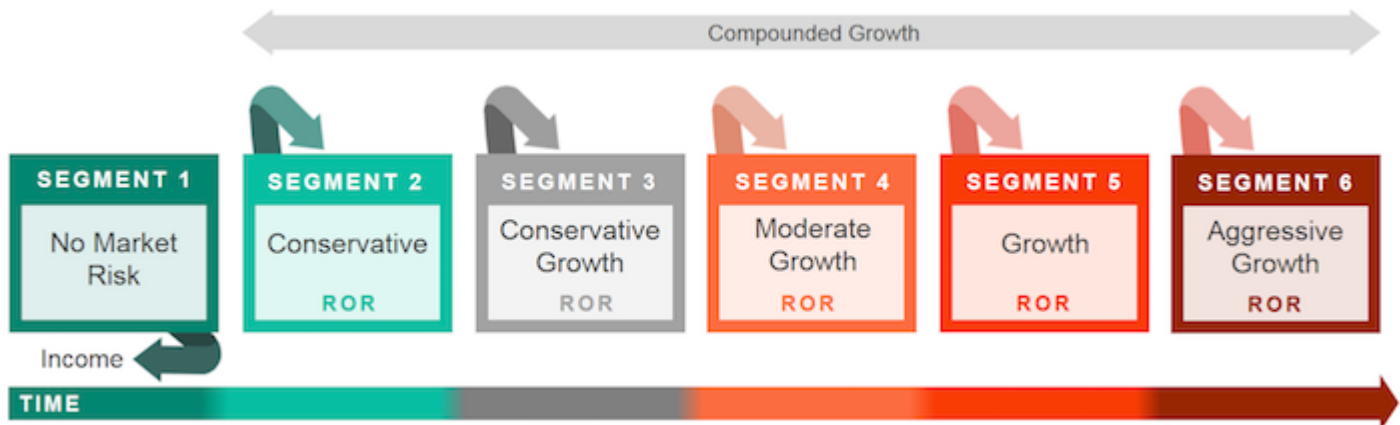 Compounded Growth
SEGMENT 1
No Market
Risk
Income
SEGMENT 2
Conservative
ROR
SEGMENT 3
Conservative
Growth
ROR
SEGMENT 4
Moderate
Growth
ROR
SEGMENT 5
Growth
ROR
SEGMENT 6
Aggressive
Growth
ROR
TIME